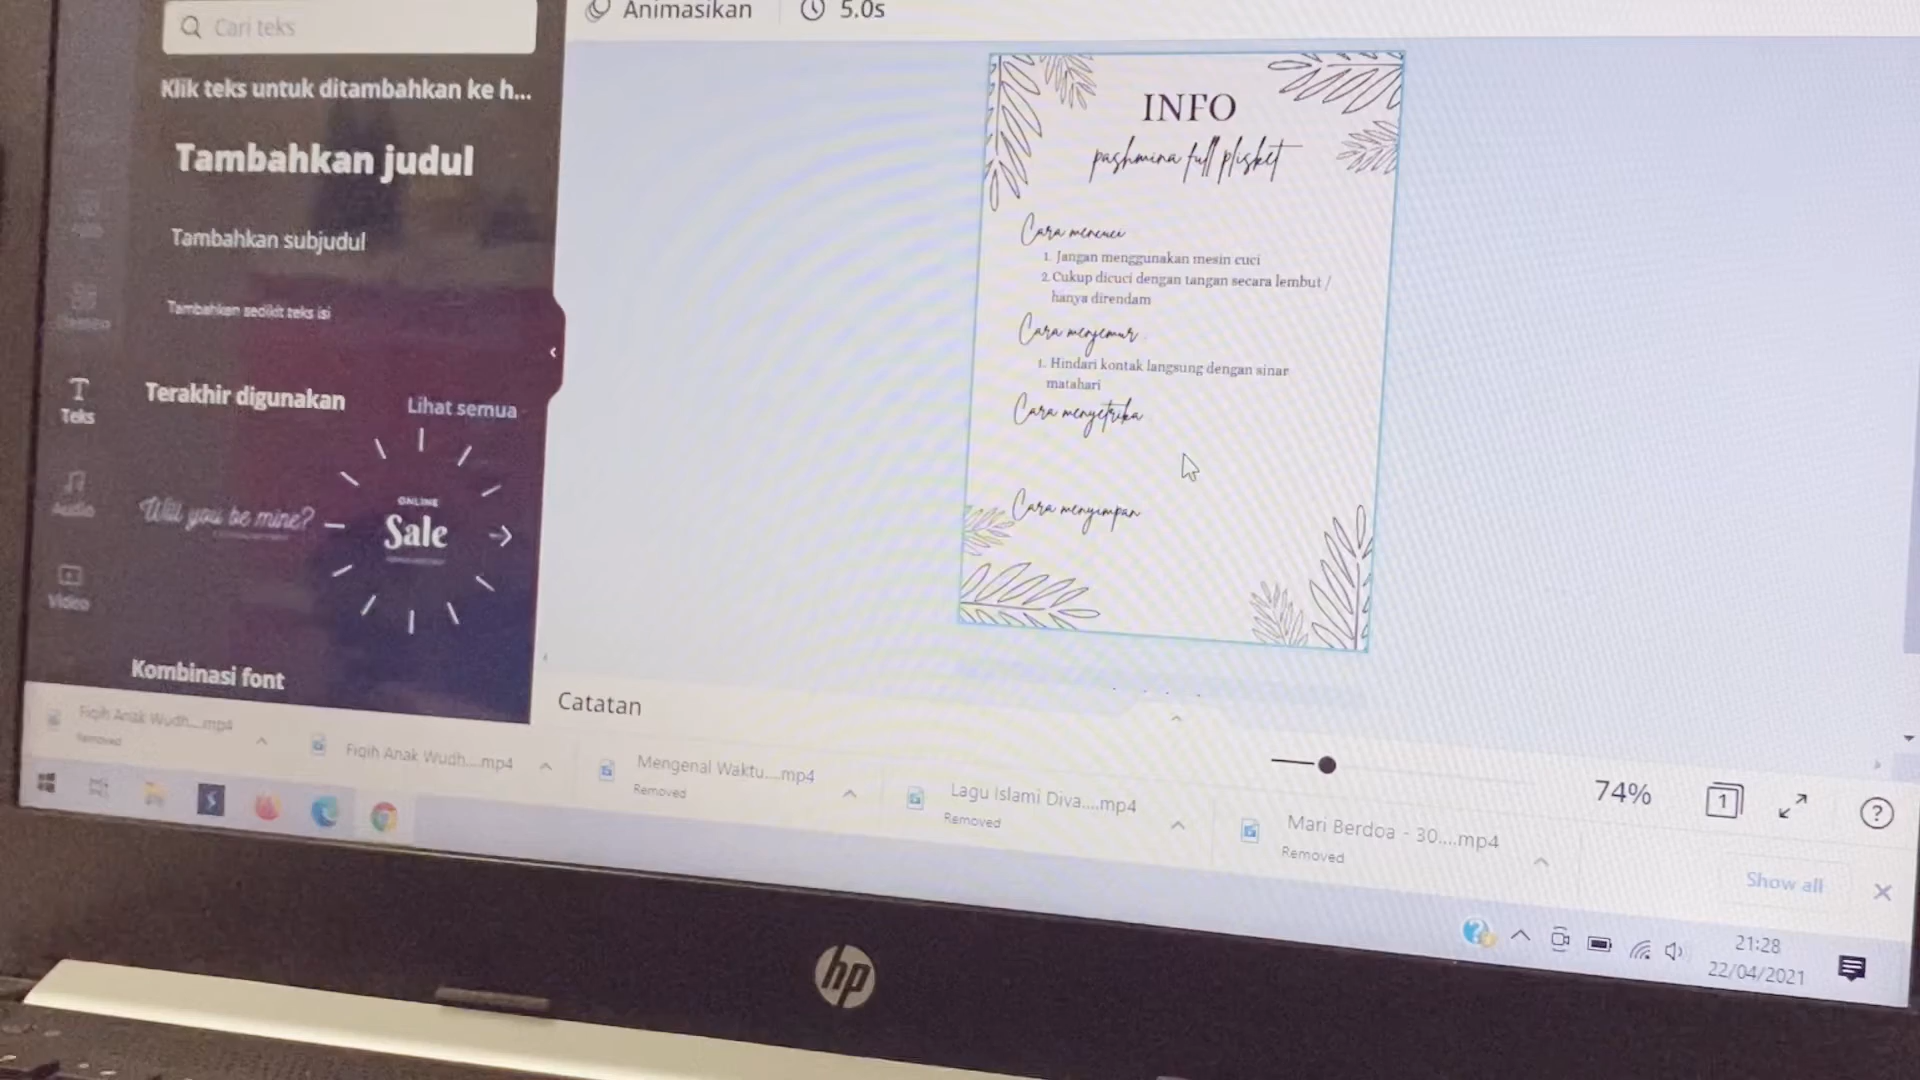 Cari teks
Animasikan
5.0s
Klik teks untuk ditambahkan ke h...
Tambahkan judul
Tambahkan subjudul
Tambahkan sedikit teks isi
Teks
Audio
Video
Terakhir digunakan
Lihat semua
Will you be mine?
ONLINE
Sale
Kombinasi font
INFO
pashmina full plisket
Cara mencuci
1. Jangan menggunakan mesin cuci
2. Cukup dicuci dengan tangan secara lembut /
hanya direndam
Cara menjemur
1. Hindari kontak langsung dengan sinar
matahari
Cara menyetrika
Cara menyimpan
Catatan
74%
1
?
Fiqih Anak Wudh....mp4
Removed
Fiqih Anak Wudh....mp4
Mengenal Waktu....mp4
Removed
Lagu Islami Diva....mp4
Removed
Mari Berdoa - 30....mp4
Removed
Show all
21:28
22/04/2021
hp